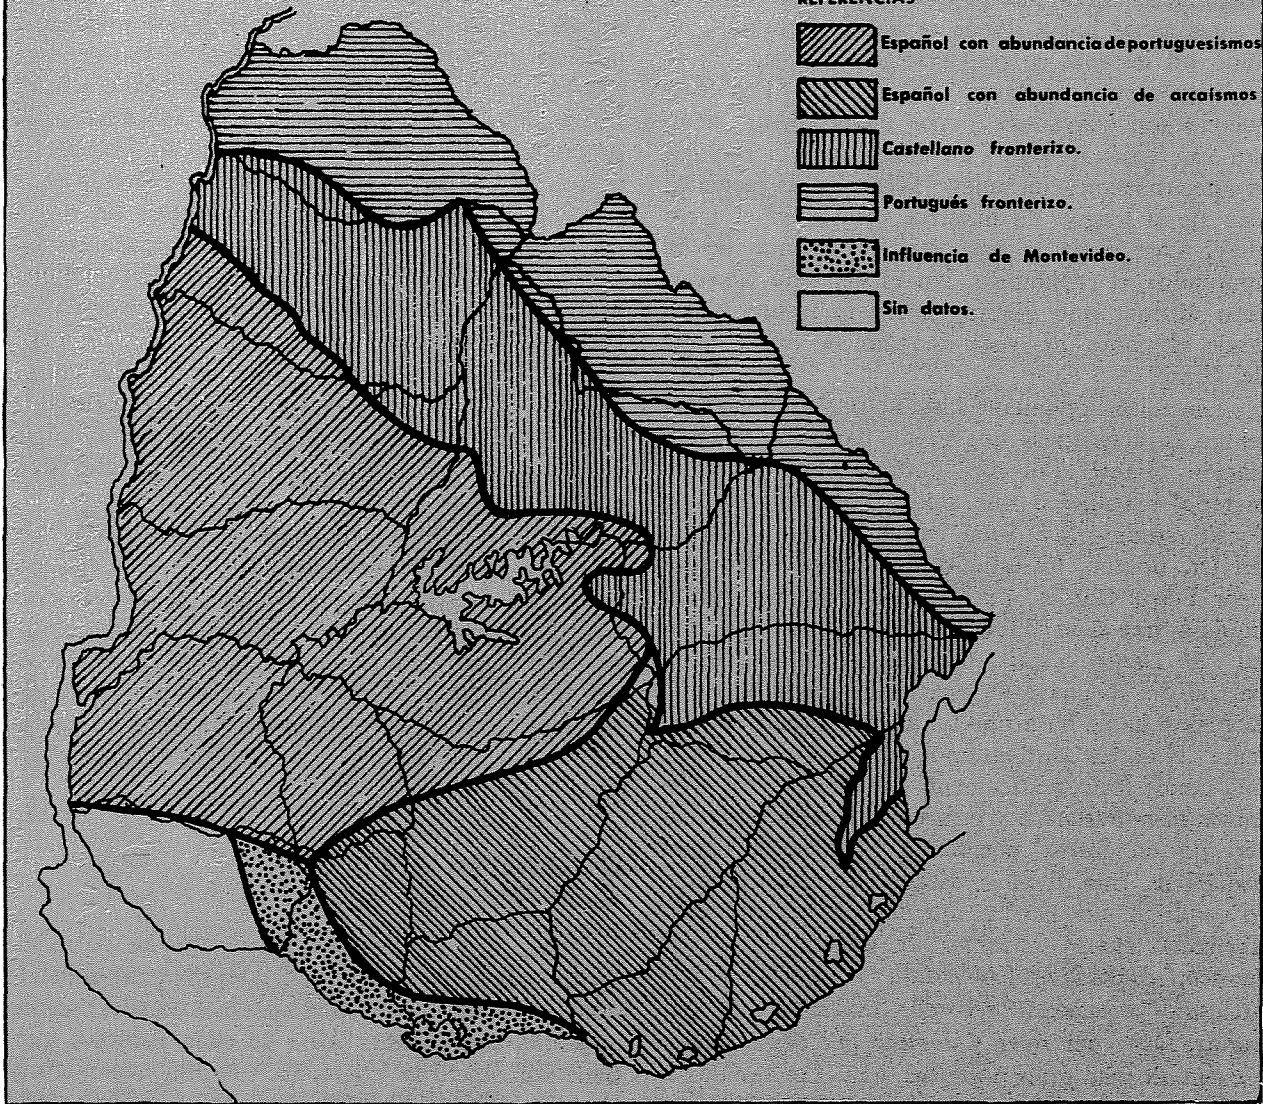 REFERENCIAS
Español con abundancia de portuguesismos
Español con abundancia de arcaísmos
Castellano fronterizo.
Portugués fronterizo.
Influencia de Montevideo.
Sin datos.